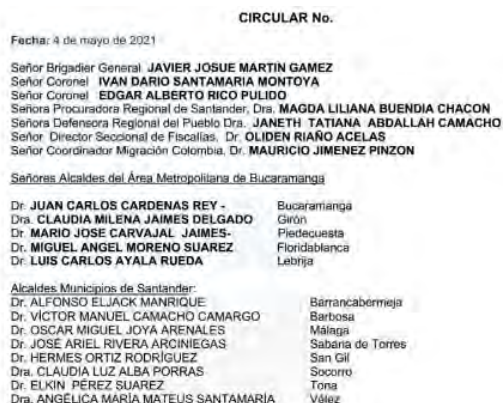 CIRCULAR No.
Fecha: 4 de mayo de 2021
Señor Brigadier General JAVIER JOSUE MARTIN GAMEZ
Señor Coronel IVAN DARIO SANTAMARIA MONTOYA
Señor Coronel EDGAR ALBERTO RICO PULIDO
Señora Procuradora Regional de Santander, Dra. MAGDA LILIANA BUENDIA CHACON
Señora Defensora Regional del Pueblo Dra. JANETH TATIANA ABDALLAH CAMACHO
Señor Director Seccional de Fiscalías, Dr. OLIDEN RIAÑO ACELAS
Señor Coordinador Migración Colombia, Dr. MAURICIO JIMENEZ PINZON
Señores Alcaldes del Área Metropolitana de Bucaramanga
Dr. JUAN CARLOS CARDENAS REY - Bucaramanga
Dra. CLAUDIA MILENA JAIMES DELGADO Girón
Dr. MARIO JOSE CARVAJAL JAIMES- Piedecuesta
Dr. MIGUEL ANGEL MORENO SUAREZ Floridablanca
Dr. LUIS CARLOS AYALA RUEDA Lebrija
Alcaldes Municipios de Santander:
Dr. ALFONSO ELJACK MANRIQUE Barrancabermeja
Dr. VÍCTOR MANUEL CAMACHO CAMARGO Barbosa
Dr. OSCAR MIGUEL JOYA ARENALES Málaga
Dr. JOSÉ ARIEL RIVERA ARCINIEGAS Sabana de Torres
Dr. HERMES ORTIZ RODRÍGUEZ San Gil
Dra. CLAUDIA LUZ ALBA PORRAS Socorro
Dr. ELKIN PÉREZ SUAREZ Tona
Dra. ANGÉLICA MARÍA MATEUS SANTAMARÍA Vélez